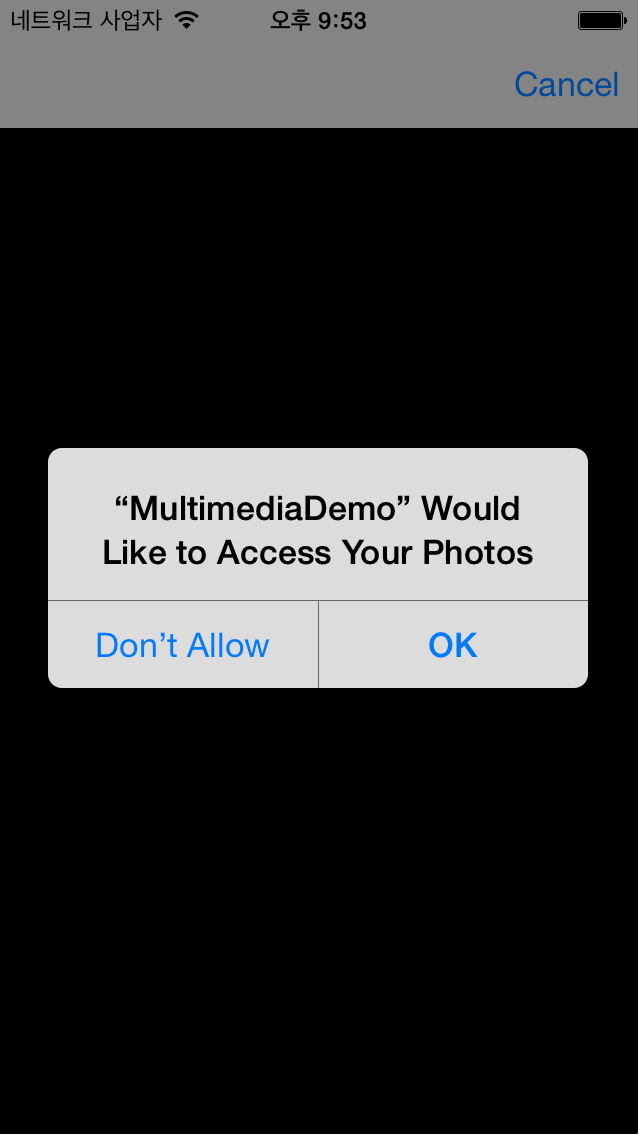 네트워크 사업자 오후 9:53
Cancel
“MultimediaDemo” Would
Like to Access Your Photos
Don’t Allow OK